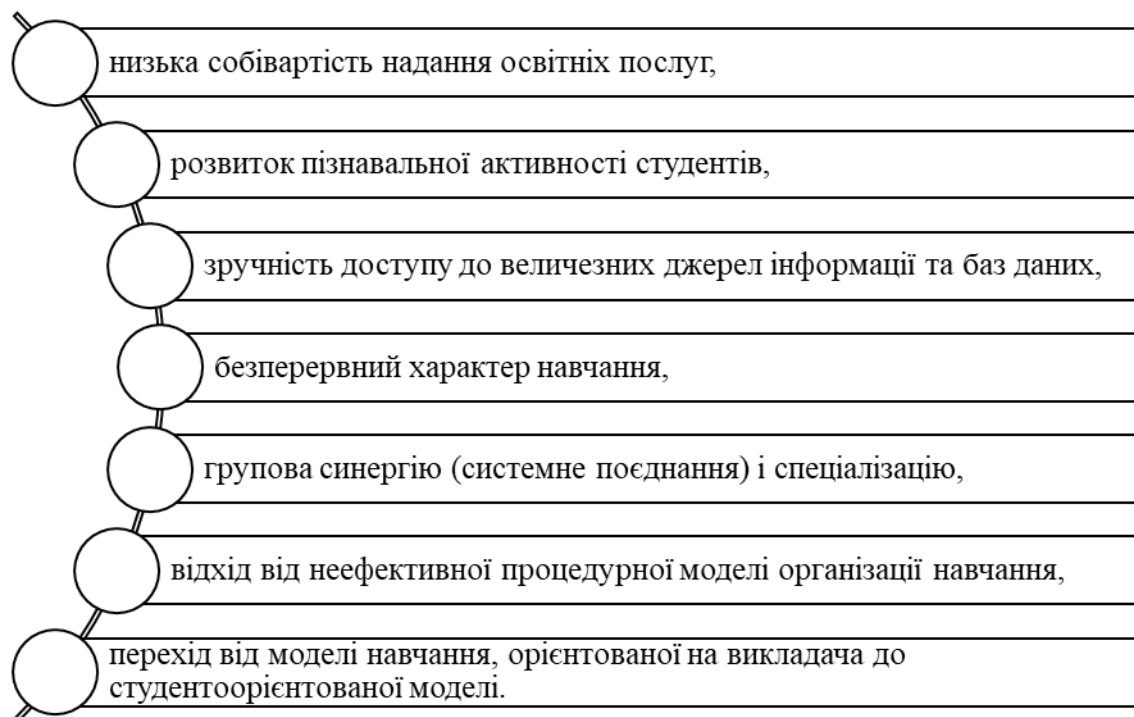 низька собівартість надання освітніх послуг,
розвиток пізнавальної активності студентів,
зручність доступу до величезних джерел інформації та баз даних,
безперервний характер навчання,
групова синергію (системне поєднання) і спеціалізацію,
відхід від неефективної процедурної моделі організації навчання,
перехід від моделі навчання, орієнтованої на викладача до
студентоорієнтованої моделі.